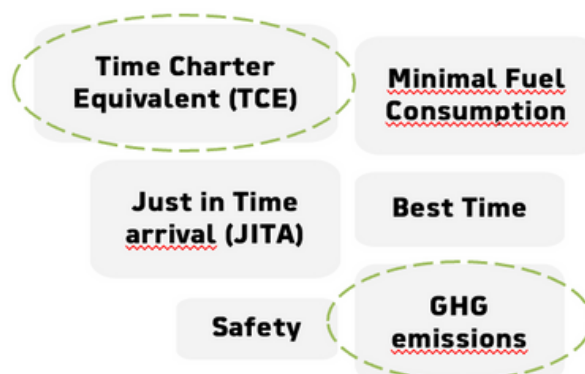 Time Charter
Equivalent (TCE)
Minimal Fuel
Consumption
Just in Time
arrival (JITA)
Best Time
Safety
GHG
emissions